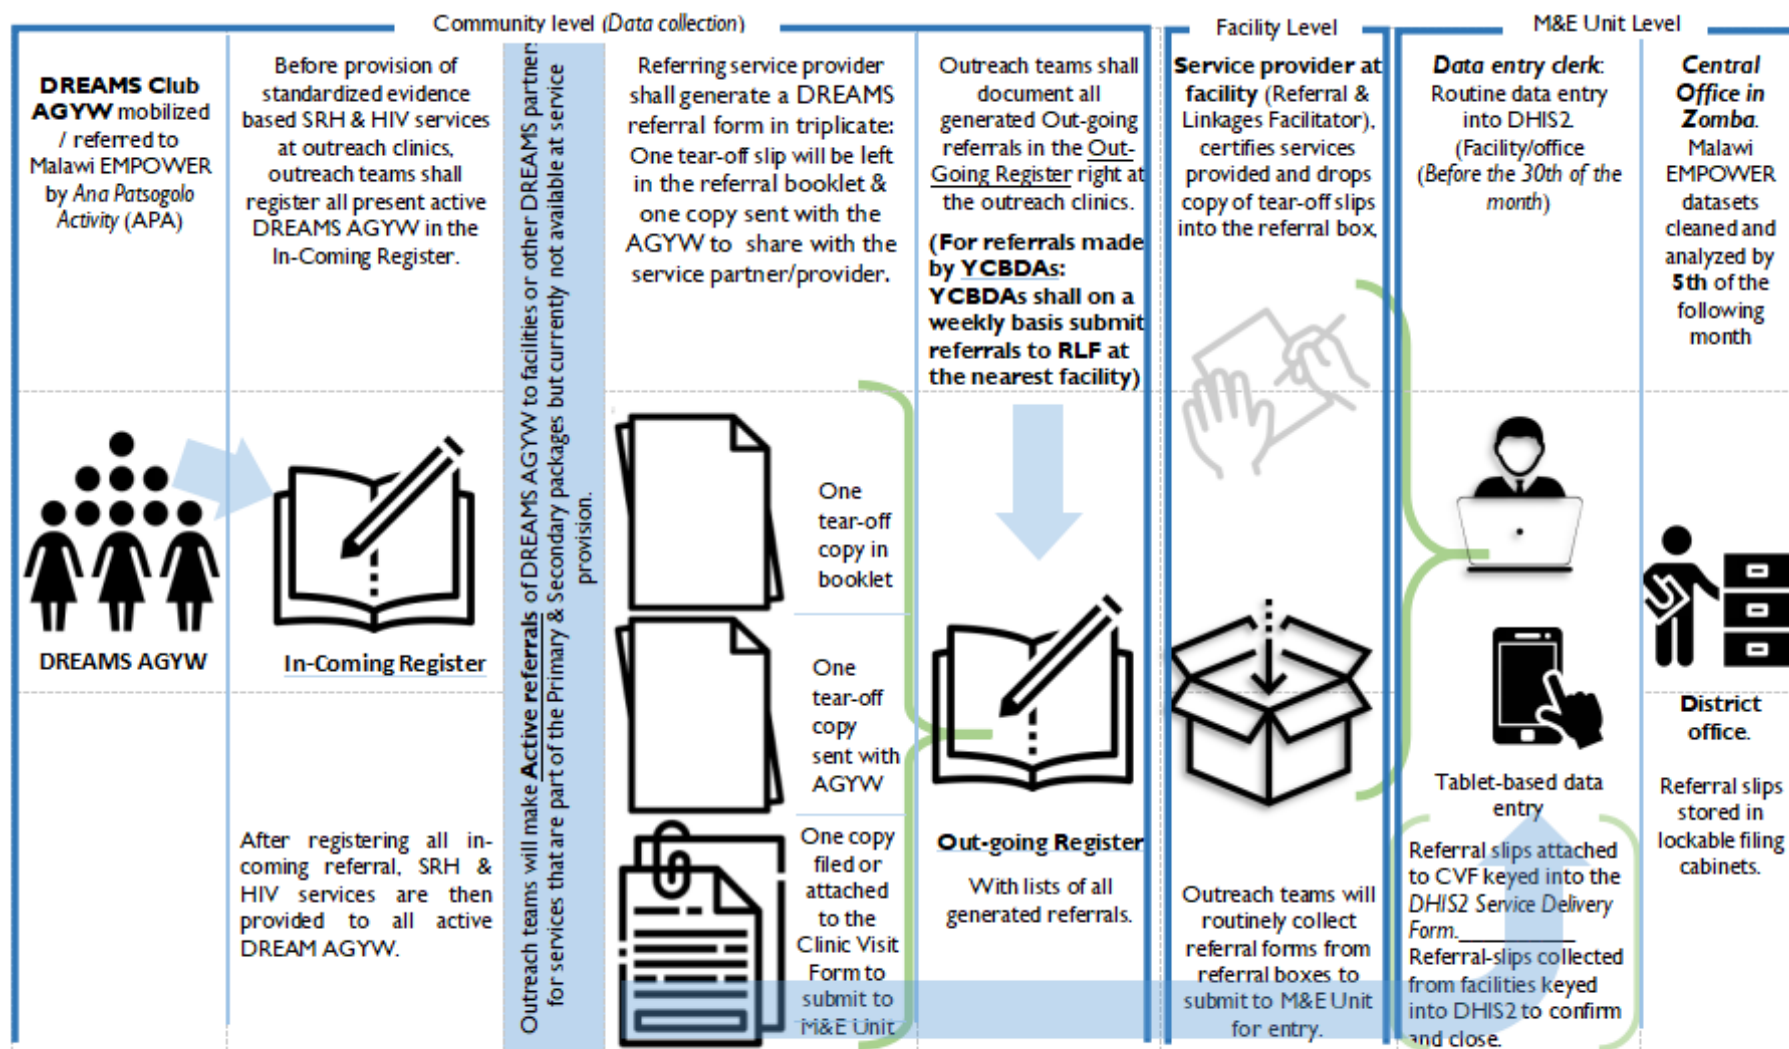 Community level (Data collection)
Facility Level
M&E Unit Level
DREAMS Club
AGYW mobilized
/ referred to
Malawi EMPOWER
by Ana Patsogolo
Activity (APA)
DREAMS AGYW
Before provision of
standardized evidence
based SRH & HIV services
at outreach clinics,
outreach teams shall
register all present active
DREAMS AGYW in the
In-Coming Register.
In-Coming Register
After registering all in-
coming referral, SRH &
HIV services are then
provided to all active
DREAM AGYW.
Outreach teams will make Active referrals of DREAMS AGYW to facilities or other DREAMS partners
for services that are part of the Primary & Secondary packages but currently not available at service
provision.
Referring service provider
shall generate a DREAMS
referral form in triplicate:
One tear-off slip will be left
in the referral booklet &
one copy sent with the
AGYW to share with the
service partner/provider.
One
tear-off
copy in
booklet
One
tear-off
copy
sent with
AGYW
One copy
filed or
attached
to the
Clinic Visit
Form to
submit to
M&E Unit
Outreach teams shall
document all
generated Out-going
referrals in the Out-
Going Register right at
the outreach clinics.
(For referrals made
by YCBDAs:
YCBDAs shall on a
weekly basis submit
referrals to RLF at
the nearest facility)
Out-going Register
With lists of all
generated referrals.
Service provider at
facility (Referral &
Linkages Facilitator),
certifies services
provided and drops
copy of tear-off slips
into the referral box,
Outreach teams will
routinely collect
referral forms from
referral boxes to
submit to M&E Unit
for entry.
Data entry clerk:
Routine data entry
into DHIS2.
(Facility/office
(Before the 30th of the
month)
Tablet-based data
entry
Referral slips attached
to CVF keyed into the
DHIS2 Service Delivery
Form.
Referral-slips collected
from facilities keyed
into DHIS2 to confirm
and close.
Central
Office in
Zomba.
Malawi
EMPOWER
datasets
cleaned and
analyzed by
5th of the
following
month
District
office.
Referral slips
stored in
lockable filing
cabinets.